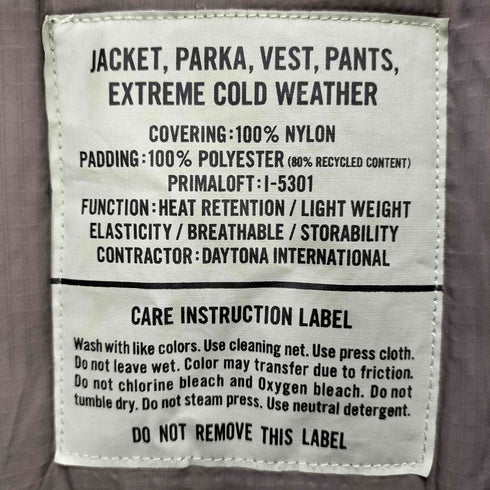 JACKET, PARKA, VEST, PANTS,
EXTREME COLD WEATHER
COVERING:100% NYLON
PADDING:100% POLYESTER (80% RECYCLED CONTENT)
PRIMALOFT:I-5301
FUNCTION:HEAT RETENTION / LIGHT WEIGHT
ELASTICITY / BREATHABLE / STORABILITY
CONTRACTOR:DAYTONA INTERNATIONAL
CARE INSTRUCTION LABEL
Wash with like colors. Use cleaning net. Use press cloth.
Do not leave wet. Color may transfer due to friction.
Do not chlorine bleach and Oxygen bleach. Do not
tumble dry. Do not steam press. Use neutral detergent.
DO NOT REMOVE THIS LABEL